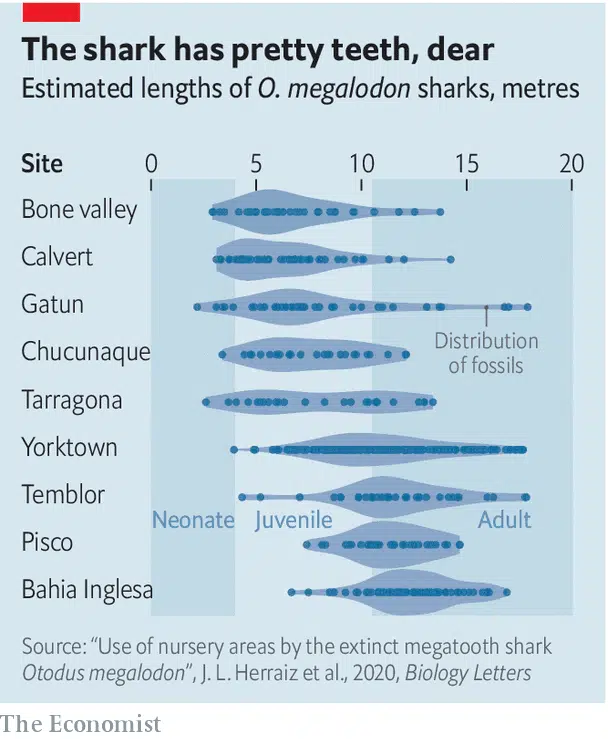 The shark has pretty teeth, dear
Estimated lengths of O. megalodon sharks, metres
Site 0 5 10 15 20
Bone valley
Calvert
Gatun
Distribution
of fossils
Chucunaque
Tarragona
Yorktown
Temblor
Neonate Juvenile Adult
Pisco
Bahia Inglesa
Source: “Use of nursery areas by the extinct megatooth shark
Otodus megalodon”, J. L. Herraiz et al., 2020, Biology Letters
The Economist